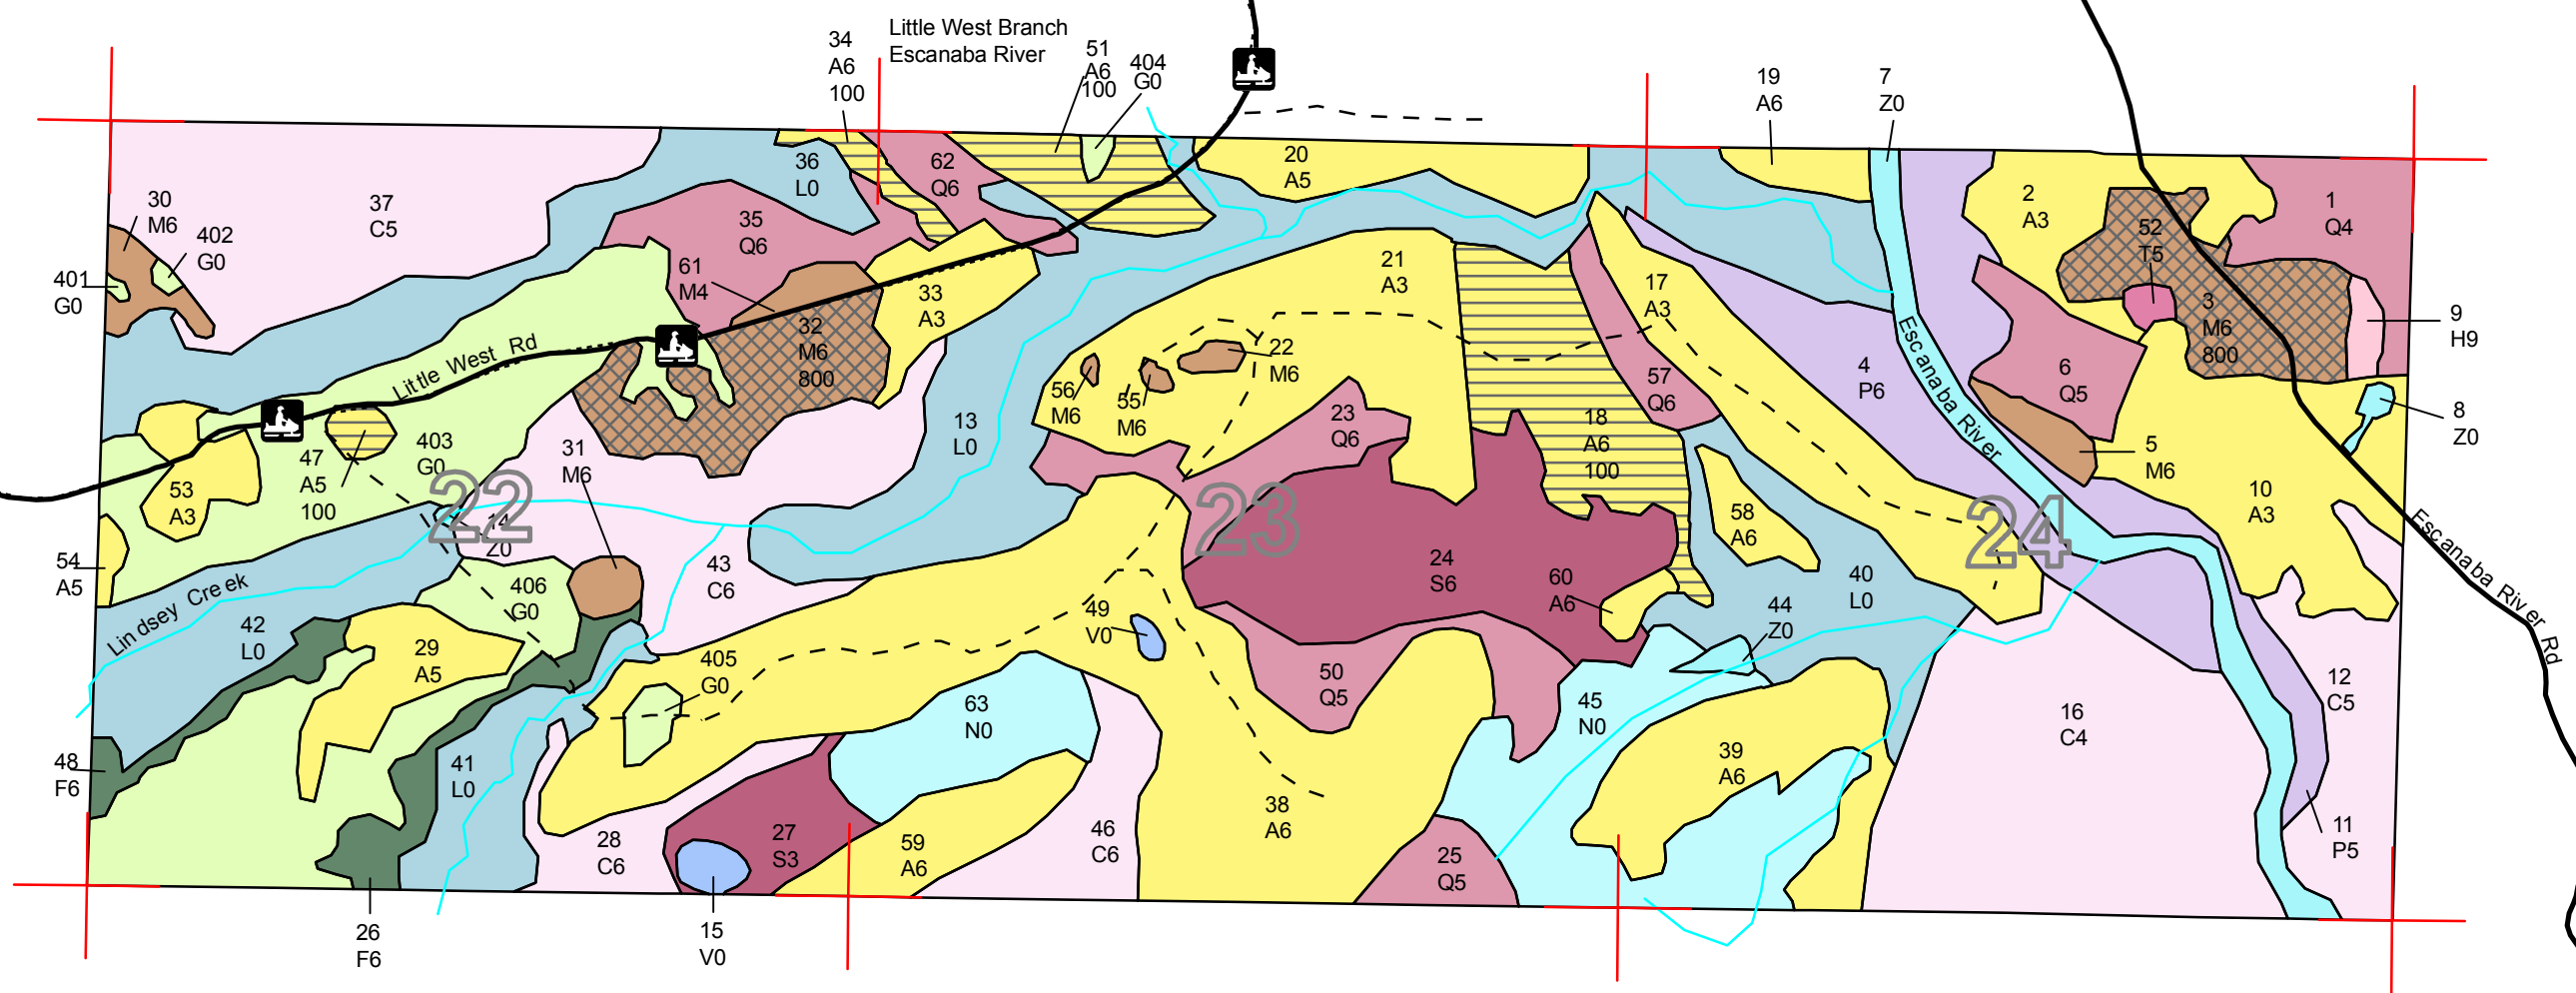 Little West Branch
Escanaba River
34
A6
100
51
A6
100
404
G0
19
A6
7
Z0
36
L0
62
Q6
20
A5
30
M6
402
G0
401
G0
37
C5
35
Q6
61
M4
33
A3
32
M6
800
21
A3
17
A3
2
A3
1
Q4
52
T5
3
M6
800
9
H9
8
Z0
Little West Rd
22
M6
56
M6
55
M6
23
Q6
57
Q6
18
A6
100
4
P6
Escanaba River
6
Q5
5
M6
10
A3
Escanaba River Rd
13
L0
31
M6
47
A5
100
403
G0
53
A3
54
A5
22
14
Z0
23
24
58
A6
24
S6
60
A6
40
L0
44
Z0
43
C6
406
G0
Lindsey Creek
42
L0
29
A5
49
V0
405
G0
50
Q5
63
N0
45
N0
39
A6
16
C4
12
C5
11
P5
48
F6
41
L0
38
A6
28
C6
27
S3
59
A6
46
C6
25
Q5
26
F6
15
V0